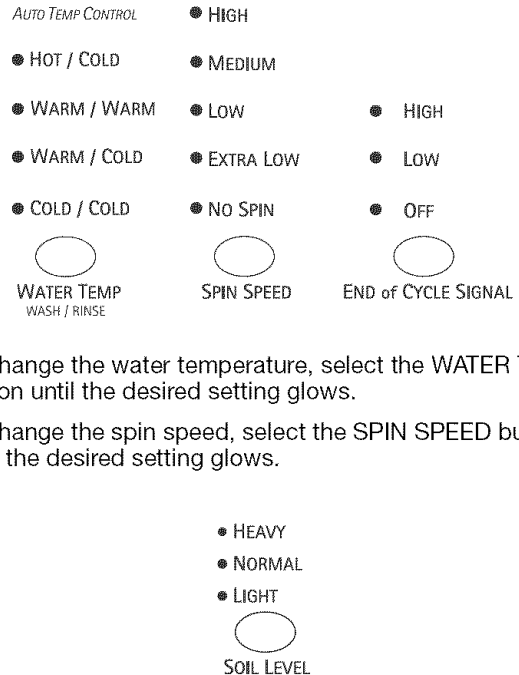 AUTO TEMP CONTROL
HOT / COLD
WARM / WARM
WARM / COLD
COLD / COLD
WATER TEMP
WASH / RINSE
HIGH
MEDIUM
LOW
EXTRA LOW
NO SPIN
SPIN SPEED
HIGH
LOW
OFF
END of CYCLE SIGNAL
hange the water temperature, select the WATER
on until the desired setting glows.
hange the spin speed, select the SPIN SPEED bu
the desired setting glows.
HEAVY
NORMAL
LIGHT
SOIL LEVEL